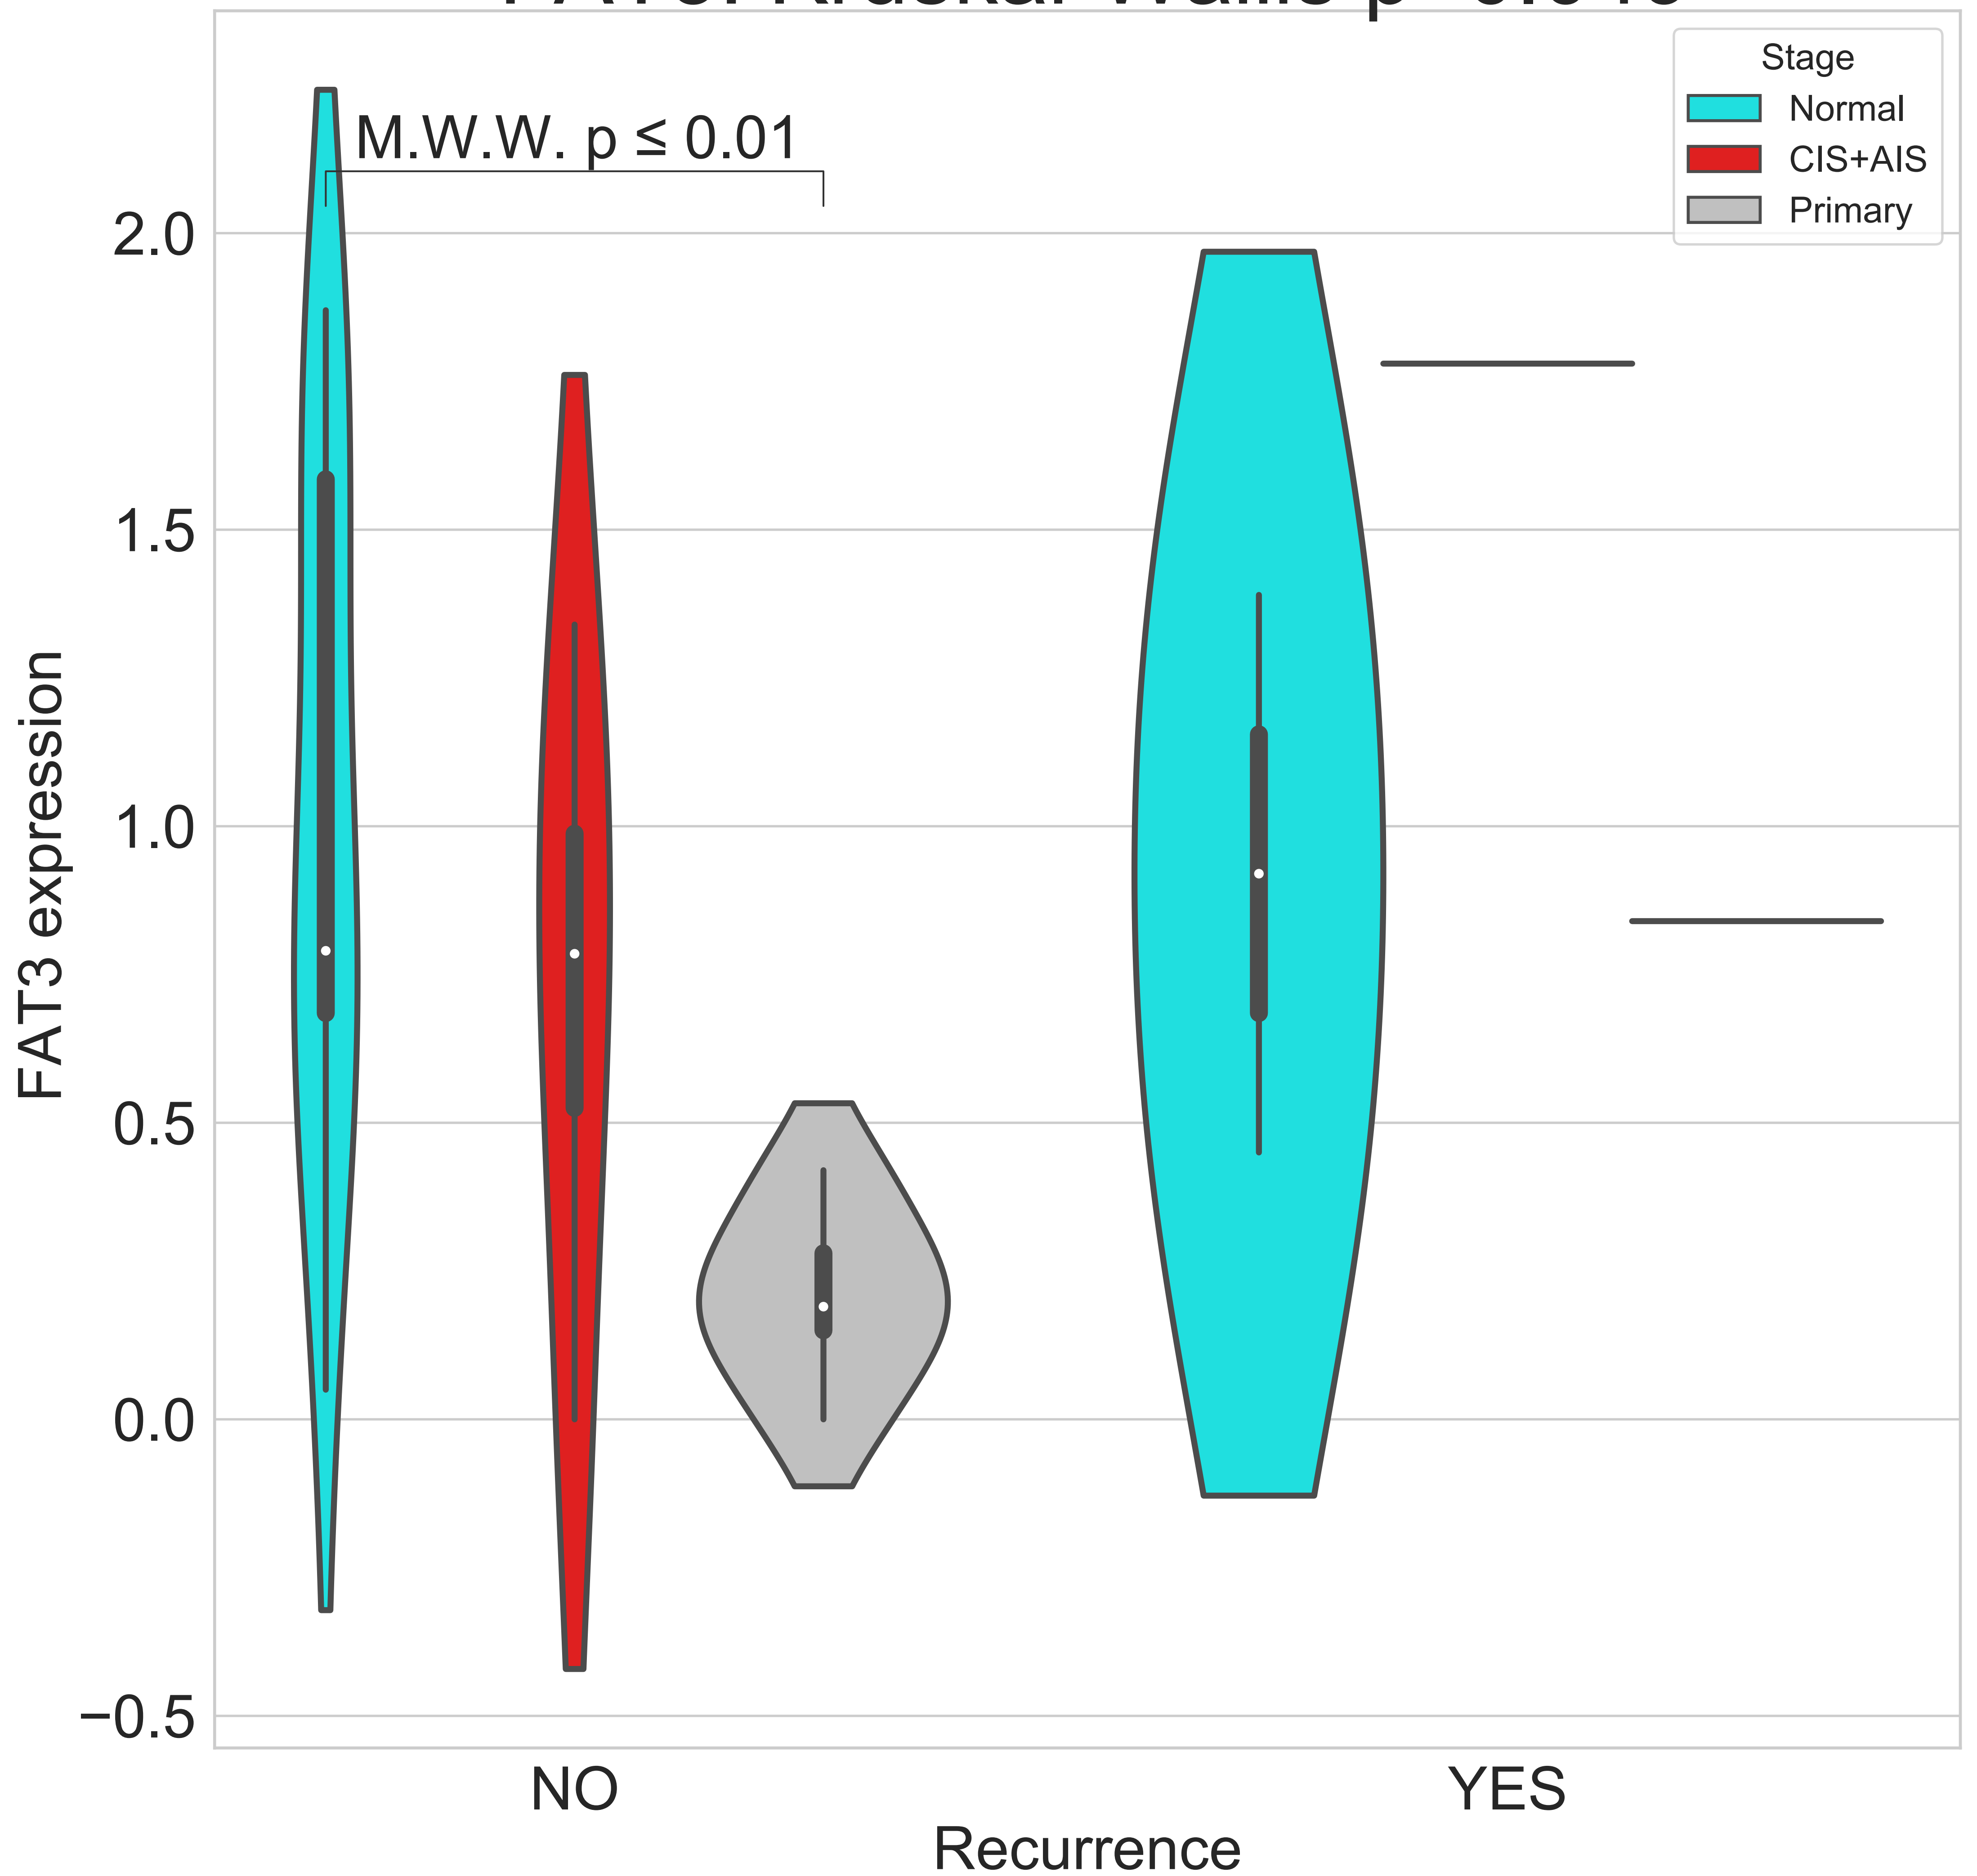 Stage
Normal
CIS+AIS
Primary
M.W.W. p ≤ 0.01
2.0
1.5
1.0
0.5
0.0
−0.5
FAT3 expression
NO
YES
Recurrence